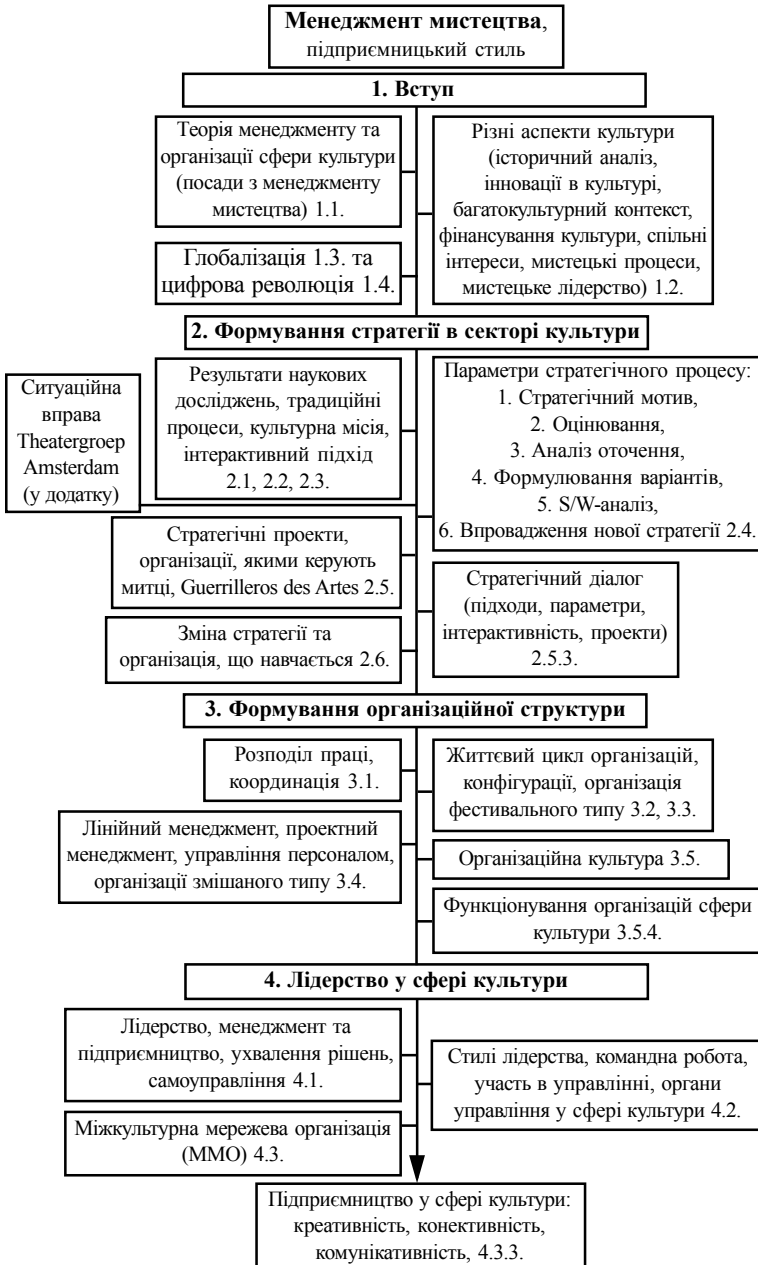 Менеджмент мистецтва,
підприємницький стиль
1. Вступ
Теорія менеджменту та
організації сфери культури
(посади з менеджменту
мистецтва) 1.1.
Різні аспекти культури
(історичний аналіз,
інновації в культурі,
багатокультурний контекст,
фінансування культури, спільні
інтереси, мистецькі процеси,
мистецьке лідерство) 1.2.
Глобалізація 1.3. та
цифрова революція 1.4.
2. Формування стратегії в секторі культури
Ситуаційна
вправа
Theatergroep
Amsterdam
(у додатку)
Результати наукових
досліджень, традиційні
процеси, культурна місія,
інтерактивний підхід
2.1, 2.2, 2.3.
Параметри стратегічного процесу:
1. Стратегічний мотив,
2. Оцінювання,
3. Аналіз оточення,
4. Формулювання варіантів,
5. S/W-аналіз,
6. Впровадження нової стратегії 2.4.
Стратегічні проекти,
організації, якими керують
митці, Guerrilleros des Artes 2.5.
Стратегічний діалог
(підходи, параметри,
інтерактивність, проекти)
2.5.3.
Зміна стратегії та
організація, що навчається 2.6.
3. Формування організаційної структури
Розподіл праці,
координація 3.1.
Життєвий цикл організацій,
конфігурації, організація
фестивального типу 3.2, 3.3.
Лінійний менеджмент, проектний
менеджмент, управління персоналом,
організації змішаного типу 3.4.
Організаційна культура 3.5.
Функціонування організацій сфери
культури 3.5.4.
4. Лідерство у сфері культури
Лідерство, менеджмент та
підприємництво, ухвалення рішень,
самоуправління 4.1.
Стилі лідерства, командна робота,
участь в управлінні, органи
управління у сфері культури 4.2.
Міжкультурна мережева організація
(ММО) 4.3.
Підприємництво у сфері культури:
креативність, конективність,
комунікативність, 4.3.3.